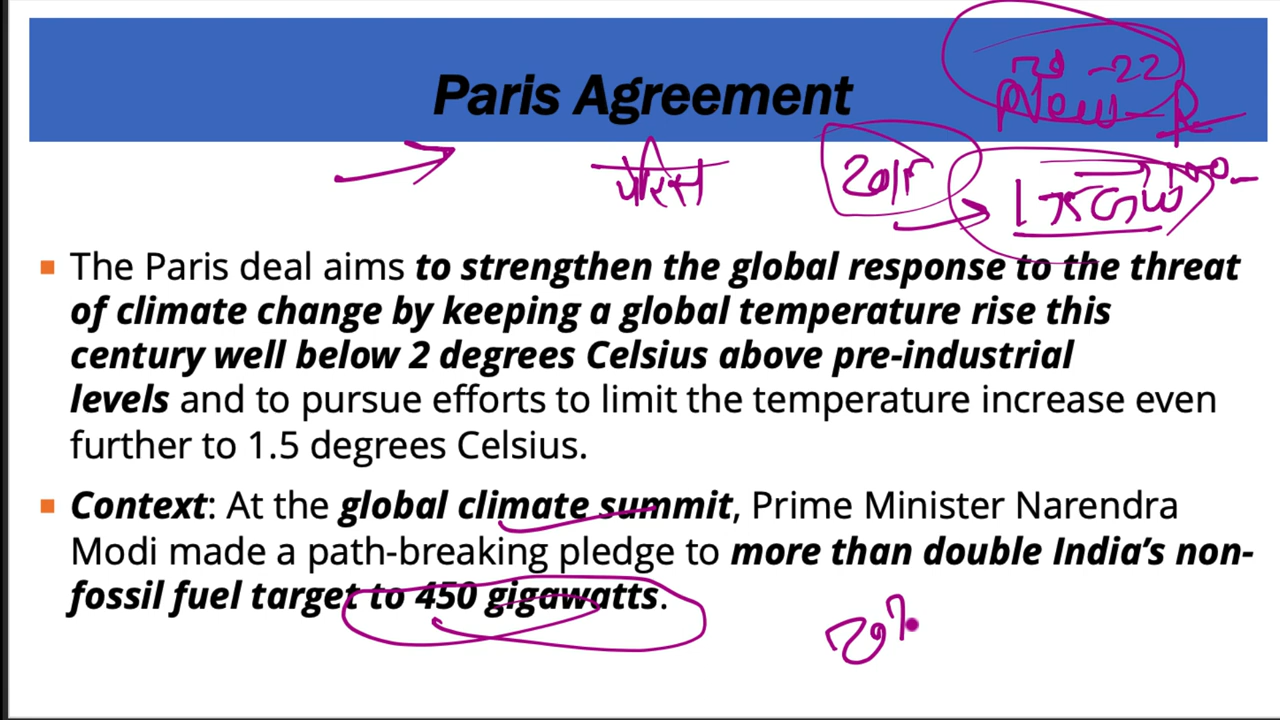 Paris Agreement
20 -22
New
2015
175GW
▪ The Paris deal aims to strengthen the global response to the threat
of climate change by keeping a global temperature rise this
century well below 2 degrees Celsius above pre-industrial
levels and to pursue efforts to limit the temperature increase even
further to 1.5 degrees Celsius.
▪ Context: At the global climate summit, Prime Minister Narendra
Modi made a path-breaking pledge to more than double India’s non-
fossil fuel target to 450 gigawatts.